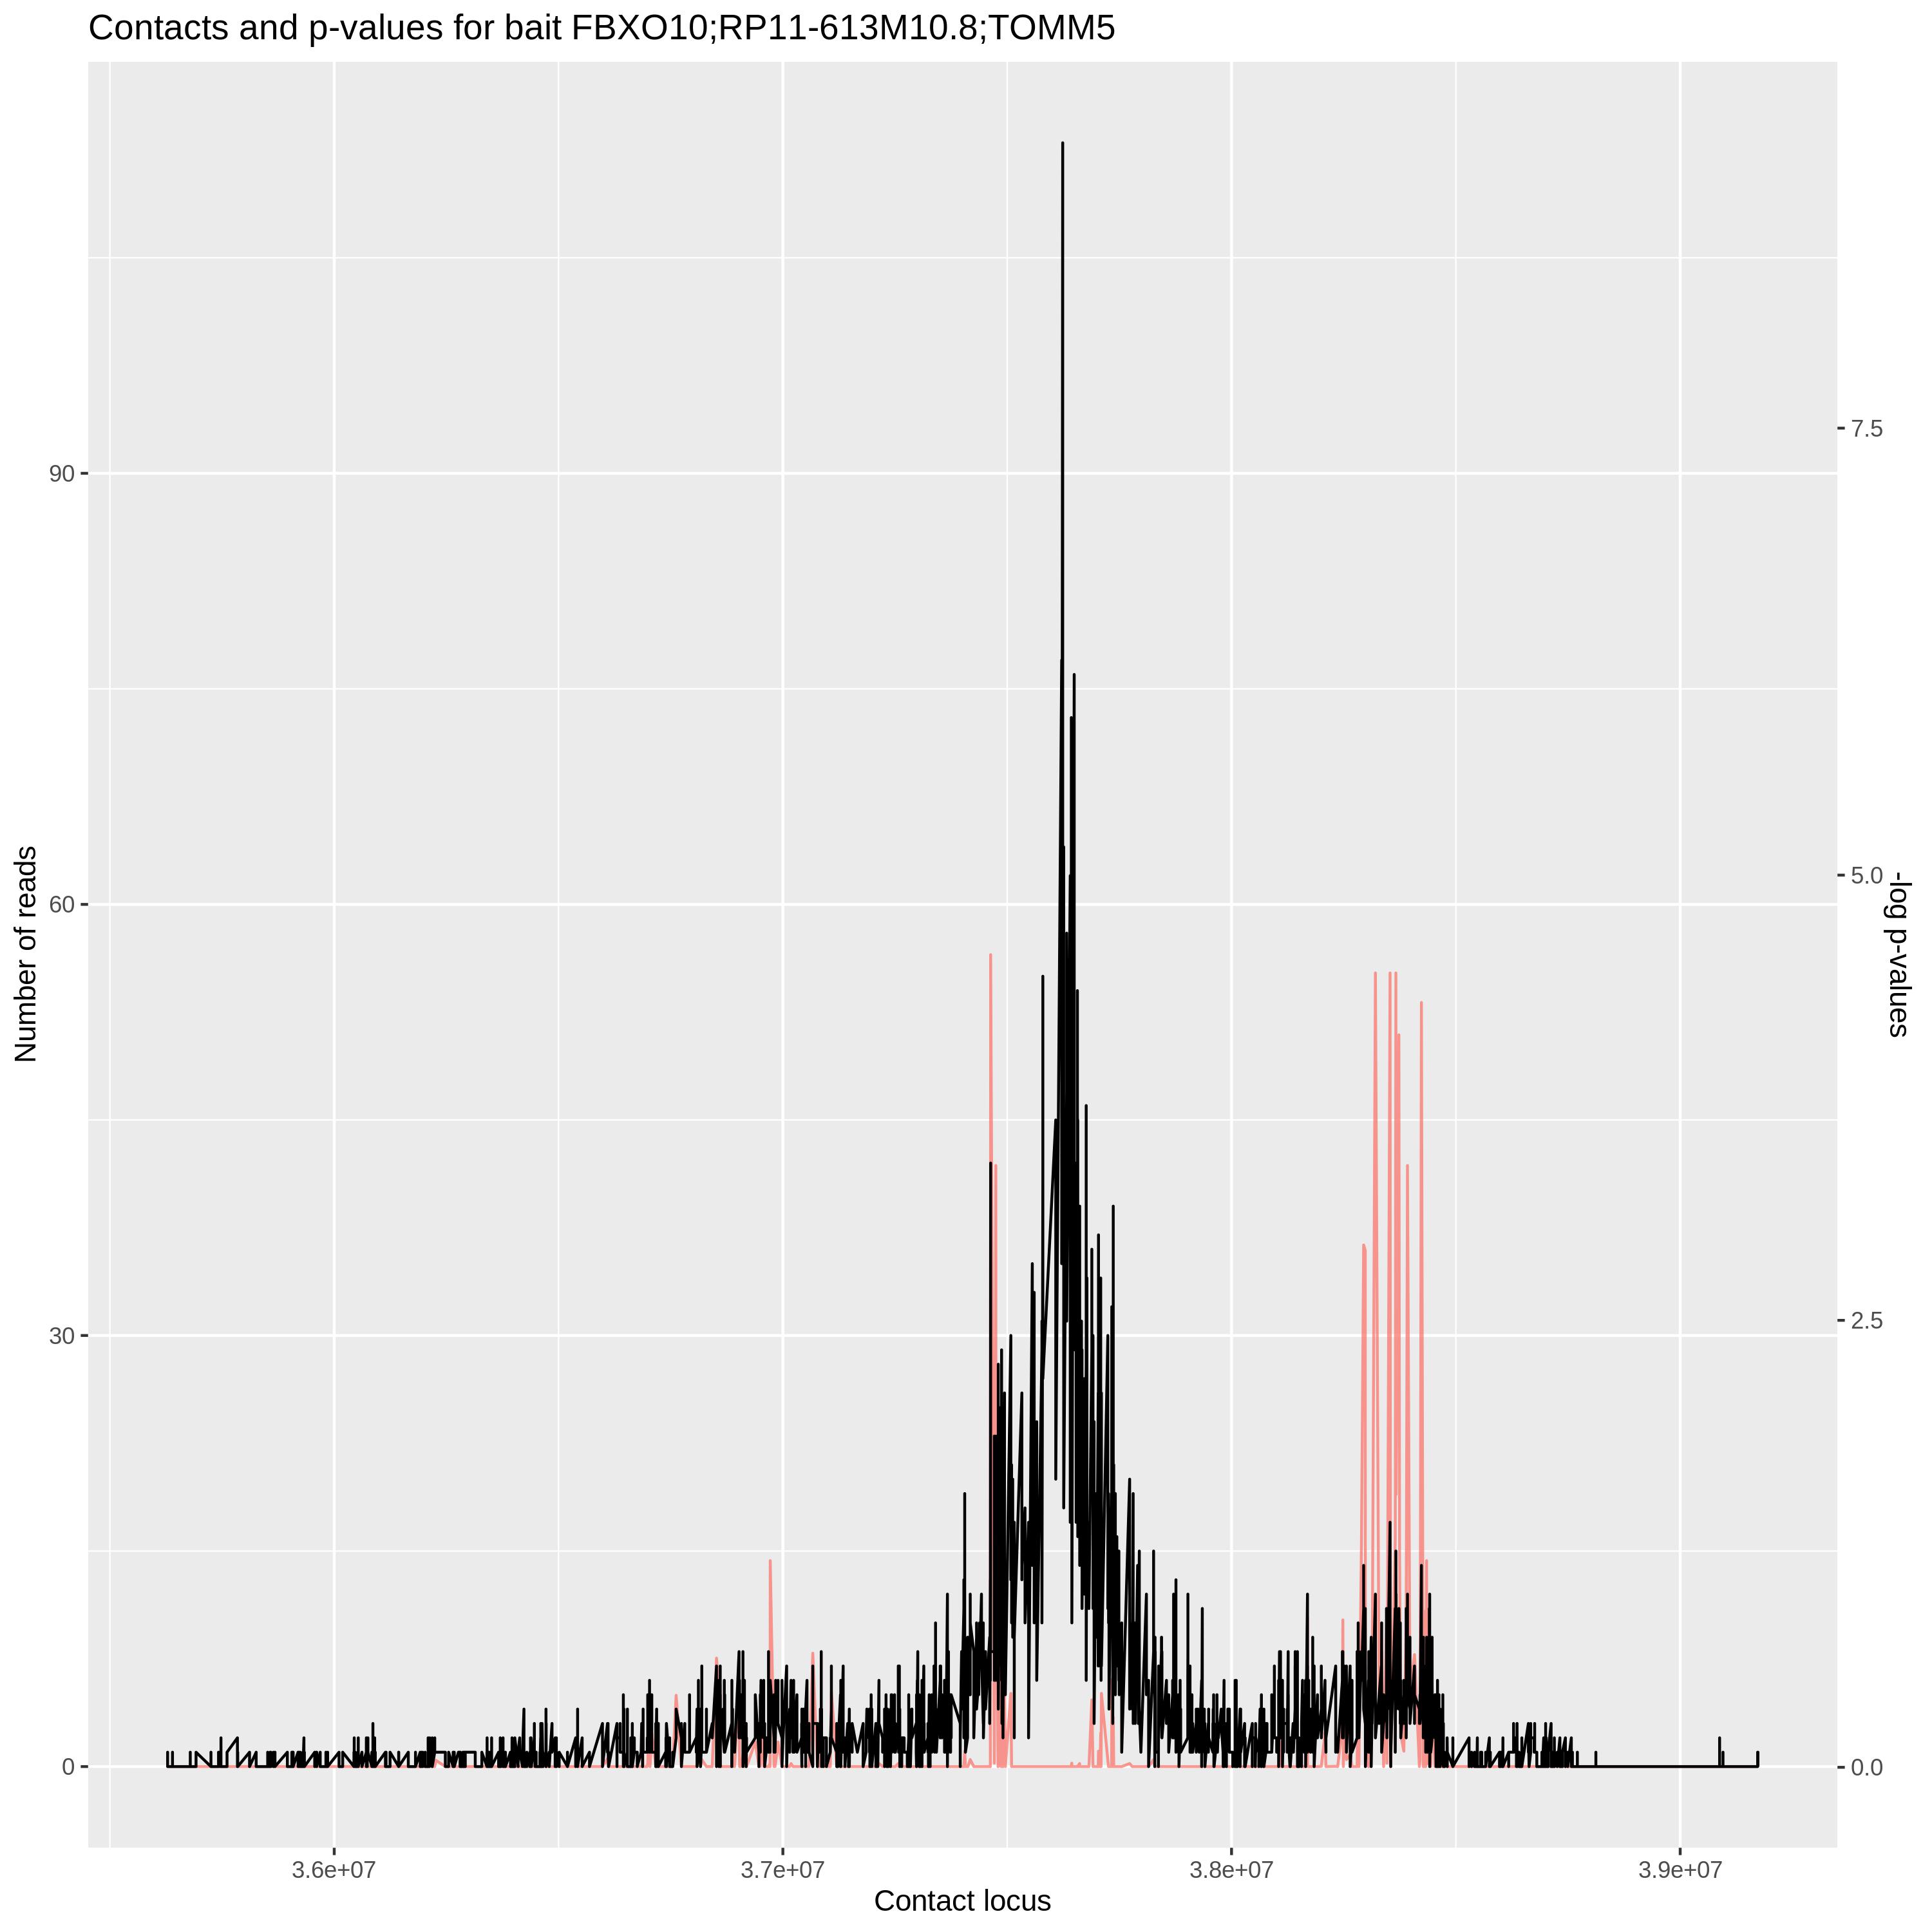 Contacts and p-values for bait FBXO10;RP11-613M10.8;TOMM5
90
60
30
0
Number of reads
7.5
5.0
2.5
0.0
-log p-values
3.6e+07 3.7e+07 3.8e+07 3.9e+07
Contact locus